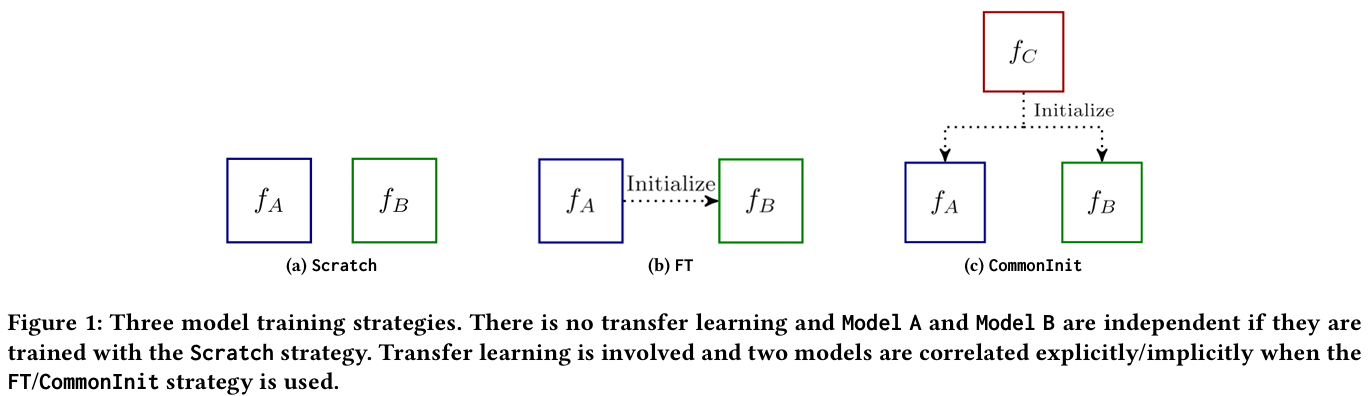 f_C
Initialize
f_A
f_B
f_A
Initialize
f_B
f_A
f_B
(a) Scratch
(b) FT
(c) CommonInit
Figure 1: Three model training strategies. There is no transfer learning and Model A and Model B are independent if they are
trained with the Scratch strategy. Transfer learning is involved and two models are correlated explicitly/implicitly when the
FT/CommonInit strategy is used.